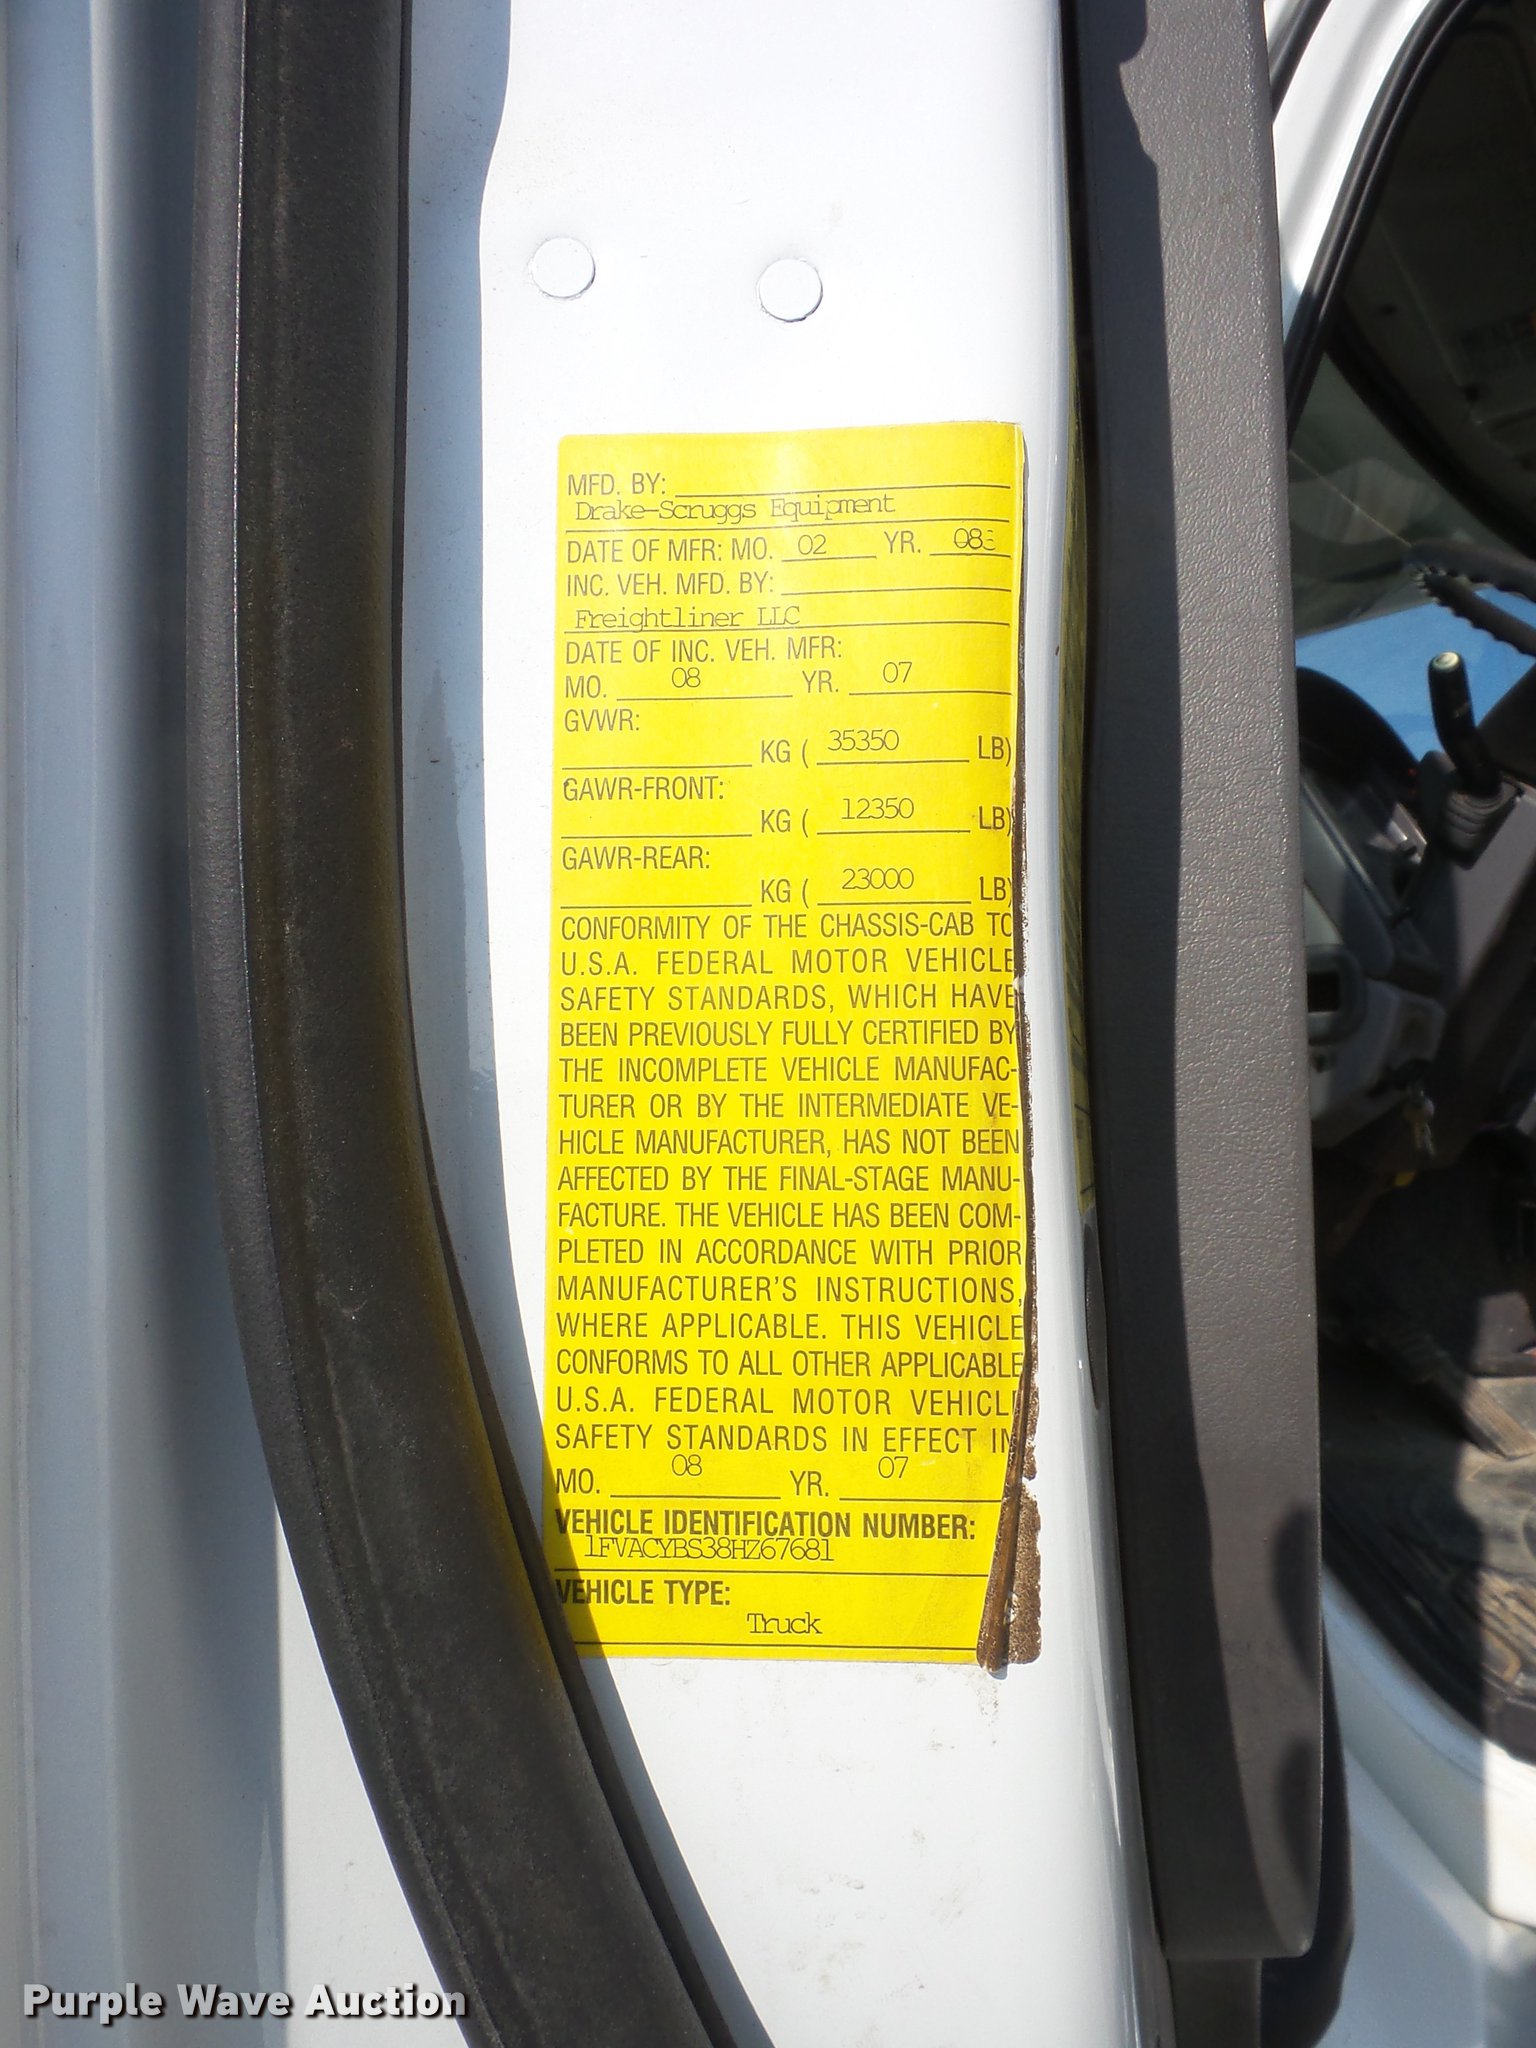 MFD. BY:
Drake-Scruggs Equipment
DATE OF MFR: MO. 02 YR. 08
INC. VEH. MFD. BY:
Freightliner LLC
DATE OF INC. VEH. MFR:
MO. 08 YR. 07
GVWR:
KG ( 35350 LB)
GAWR-FRONT:
KG ( 12350 LB)
GAWR-REAR:
KG ( 23000 LB)
CONFORMITY OF THE CHASSIS-CAB TO
U.S.A. FEDERAL MOTOR VEHICLE
SAFETY STANDARDS, WHICH HAVE
BEEN PREVIOUSLY FULLY CERTIFIED BY
THE INCOMPLETE VEHICLE MANUFAC-
TURER OR BY THE INTERMEDIATE VE-
HICLE MANUFACTURER, HAS NOT BEEN
AFFECTED BY THE FINAL-STAGE MANU-
FACTURE. THE VEHICLE HAS BEEN COM-
PLETED IN ACCORDANCE WITH PRIOR
MANUFACTURER'S INSTRUCTIONS,
WHERE APPLICABLE. THIS VEHICLE
CONFORMS TO ALL OTHER APPLICABLE
U.S.A. FEDERAL MOTOR VEHICLE
SAFETY STANDARDS IN EFFECT IN
MO. 08 YR. 07
VEHICLE IDENTIFICATION NUMBER:
1FVACYBS38HZ67681
VEHICLE TYPE:
Truck
Purple Wave Auction